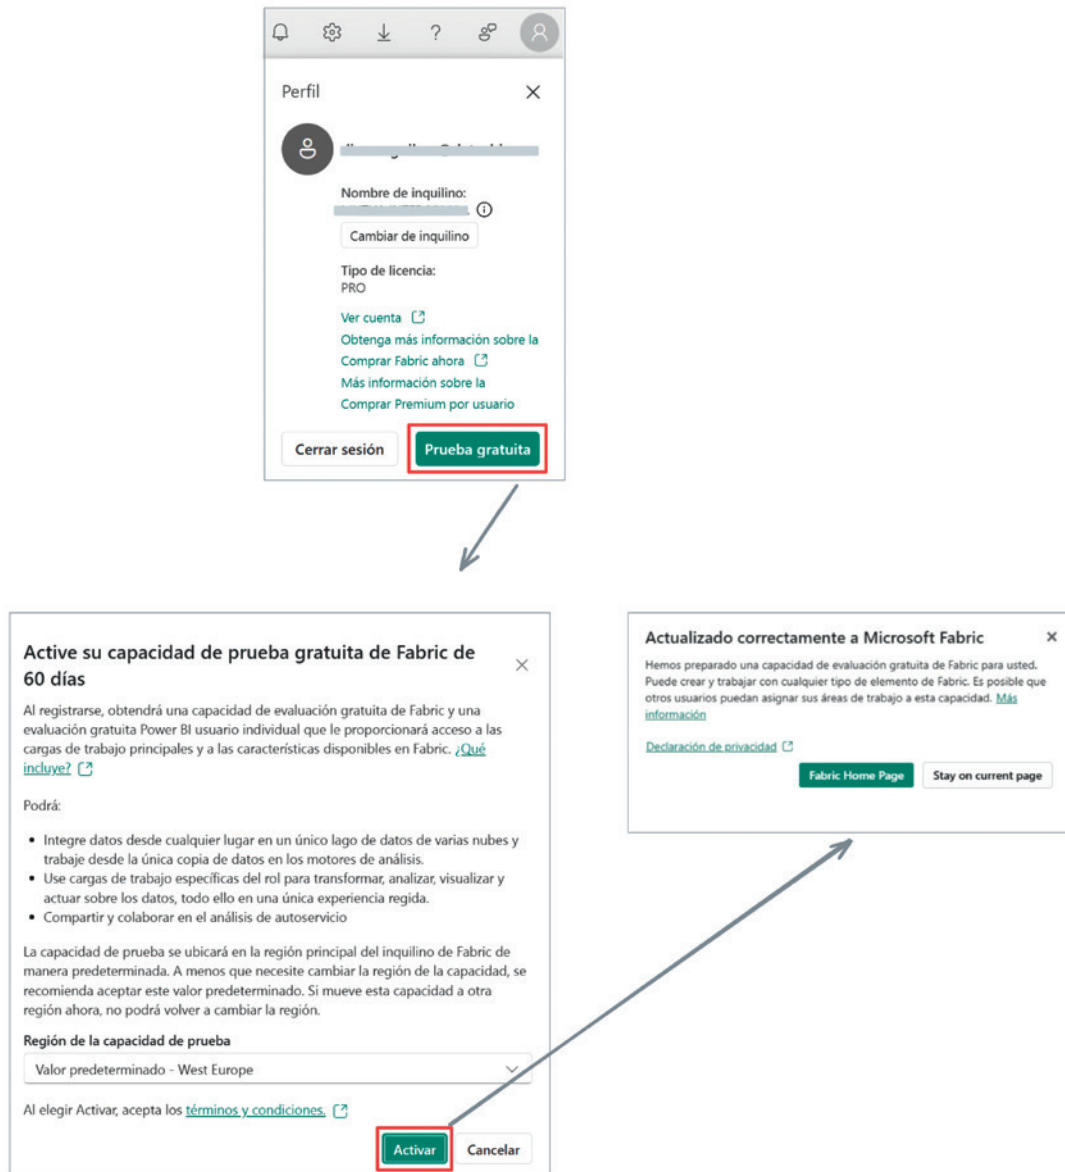 Perfil
Nombre de inquilino:
Cambiar de inquilino
Tipo de licencia:
PRO
Ver cuenta
Obtenga más información sobre la
Comprar Fabric ahora
Más información sobre la
Comprar Premium por usuario
Cerrar sesión
Prueba gratuita
Active su capacidad de prueba gratuita de Fabric de
60 días
Al registrarse, obtendrá una capacidad de evaluación gratuita de Fabric y una
evaluación gratuita Power BI usuario individual que le proporcionará acceso a las
cargas de trabajo principales y a las características disponibles en Fabric. ¿Qué
incluye?
Podrá:
• Integre datos desde cualquier lugar en un único lago de datos de varias nubes y
trabaje desde la única copia de datos en los motores de análisis.
• Use cargas de trabajo específicas del rol para transformar, analizar, visualizar y
actuar sobre los datos, todo ello en una única experiencia regida.
• Compartir y colaborar en el análisis de autoservicio
La capacidad de prueba se ubicará en la región principal del inquilino de Fabric de
manera predeterminada. A menos que necesite cambiar la región de la capacidad, se
recomienda aceptar este valor predeterminado. Si mueve esta capacidad a otra
región ahora, no podrá volver a cambiar la región.
Región de la capacidad de prueba
Valor predeterminado - West Europe
Al elegir Activar, acepta los términos y condiciones.
Activar
Cancelar
Actualizado correctamente a Microsoft Fabric
Hemos preparado una capacidad de evaluación gratuita de Fabric para usted.
Puede crear y trabajar con cualquier tipo de elemento de Fabric. Es posible que
otros usuarios puedan asignar sus áreas de trabajo a esta capacidad. Más
información
Declaración de privacidad
Fabric Home Page
Stay on current page